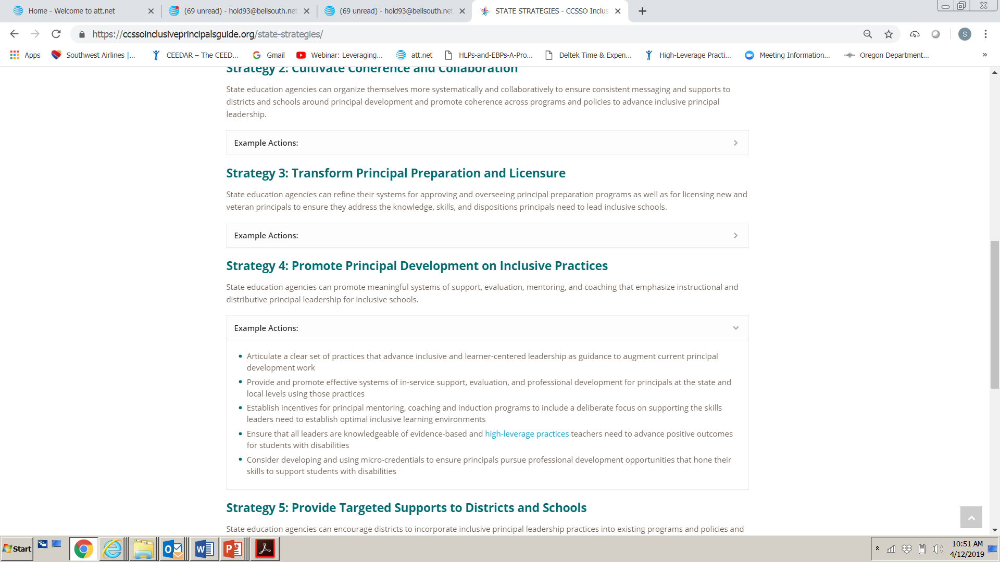 Home - Welcome to att.net
(69 unread) - hold93@bellsouth.net
(69 unread) - hold93@bellsouth.net
STATE STRATEGIES - CCSSO Inclus
https://ccssoinclusiveprincipalsguide.org/state-strategies/
S
Apps
Southwest Airlines |...
CEEDAR – The CEED...
Gmail
Webinar: Leveraging...
att.net
HLPs-and-EBPs-A-Pro...
Deltek Time & Expen...
High-Leverage Practi...
Meeting Information...
Oregon Department...
»
Strategy 2: Cultivate Coherence and Collaboration
State education agencies can organize themselves more systematically and collaboratively to ensure consistent messaging and supports to
districts and schools around principal development and promote coherence across programs and policies to advance inclusive principal
leadership.
Example Actions:
Strategy 3: Transform Principal Preparation and Licensure
State education agencies can refine their systems for approving and overseeing principal preparation programs as well as for licensing new and
veteran principals to ensure they address the knowledge, skills, and dispositions principals need to lead inclusive schools.
Example Actions:
Strategy 4: Promote Principal Development on Inclusive Practices
State education agencies can promote meaningful systems of support, evaluation, mentoring, and coaching that emphasize instructional and
distributive principal leadership for inclusive schools.
Example Actions:
• Articulate a clear set of practices that advance inclusive and learner-centered leadership as guidance to augment current principal
development work
• Provide and promote effective systems of in-service support, evaluation, and professional development for principals at the state and
local levels using those practices
• Establish incentives for principal mentoring, coaching and induction programs to include a deliberate focus on supporting the skills
leaders need to establish optimal inclusive learning environments
• Ensure that all leaders are knowledgeable of evidence-based and high-leverage practices teachers need to advance positive outcomes
for students with disabilities
• Consider developing and using micro-credentials to ensure principals pursue professional development opportunities that hone their
skills to support students with disabilities
Strategy 5: Provide Targeted Supports to Districts and Schools
State education agencies can encourage districts to incorporate inclusive principal leadership practices into existing programs and policies and
Start
10:51 AM
4/12/2019